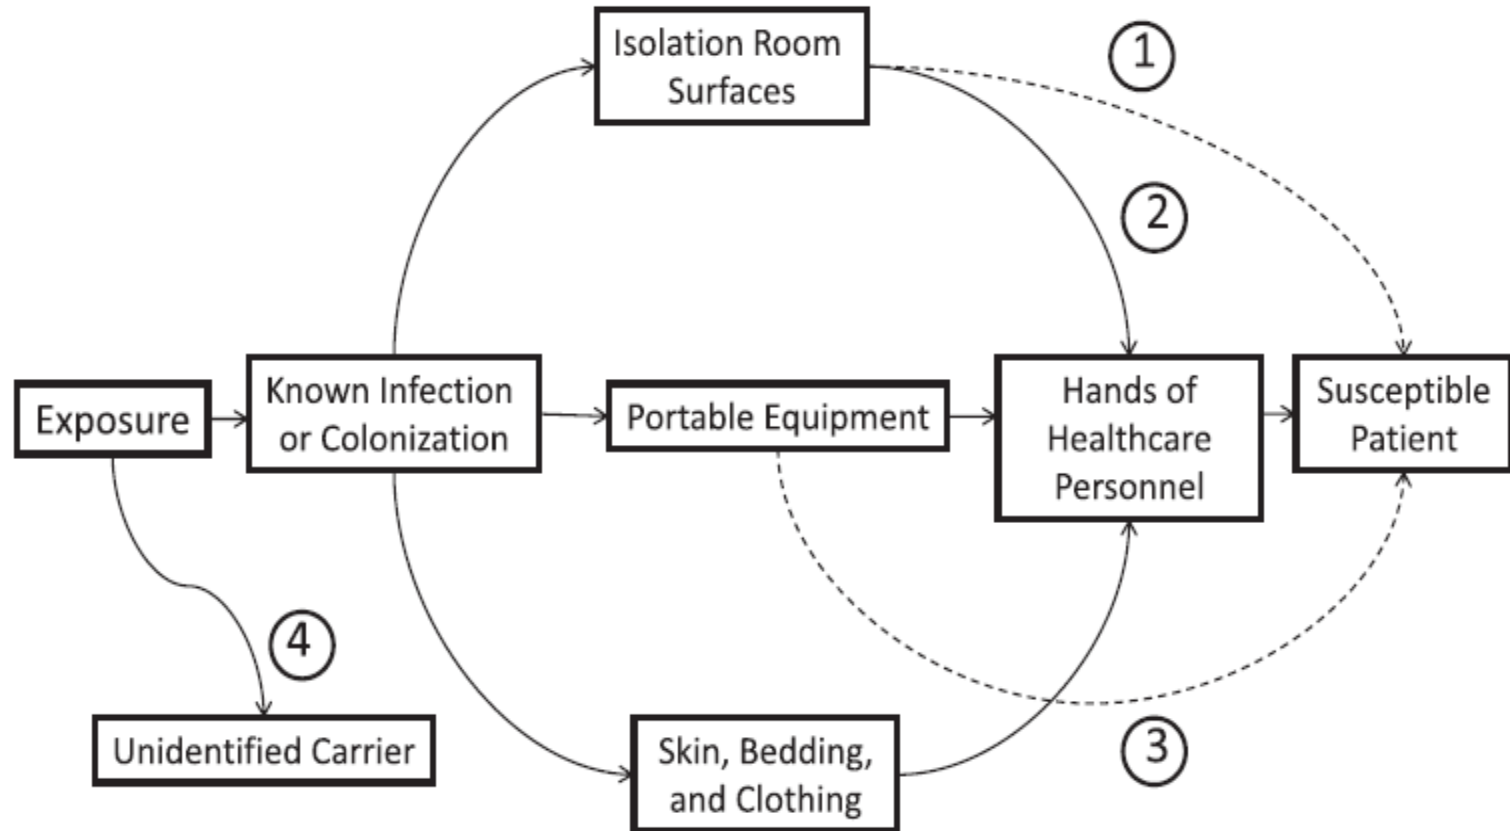 Isolation Room
Surfaces
1
2
Exposure
Known Infection
or Colonization
Portable Equipment
Hands of
Healthcare
Personnel
Susceptible
Patient
4
Unidentified Carrier
Skin, Bedding,
and Clothing
3